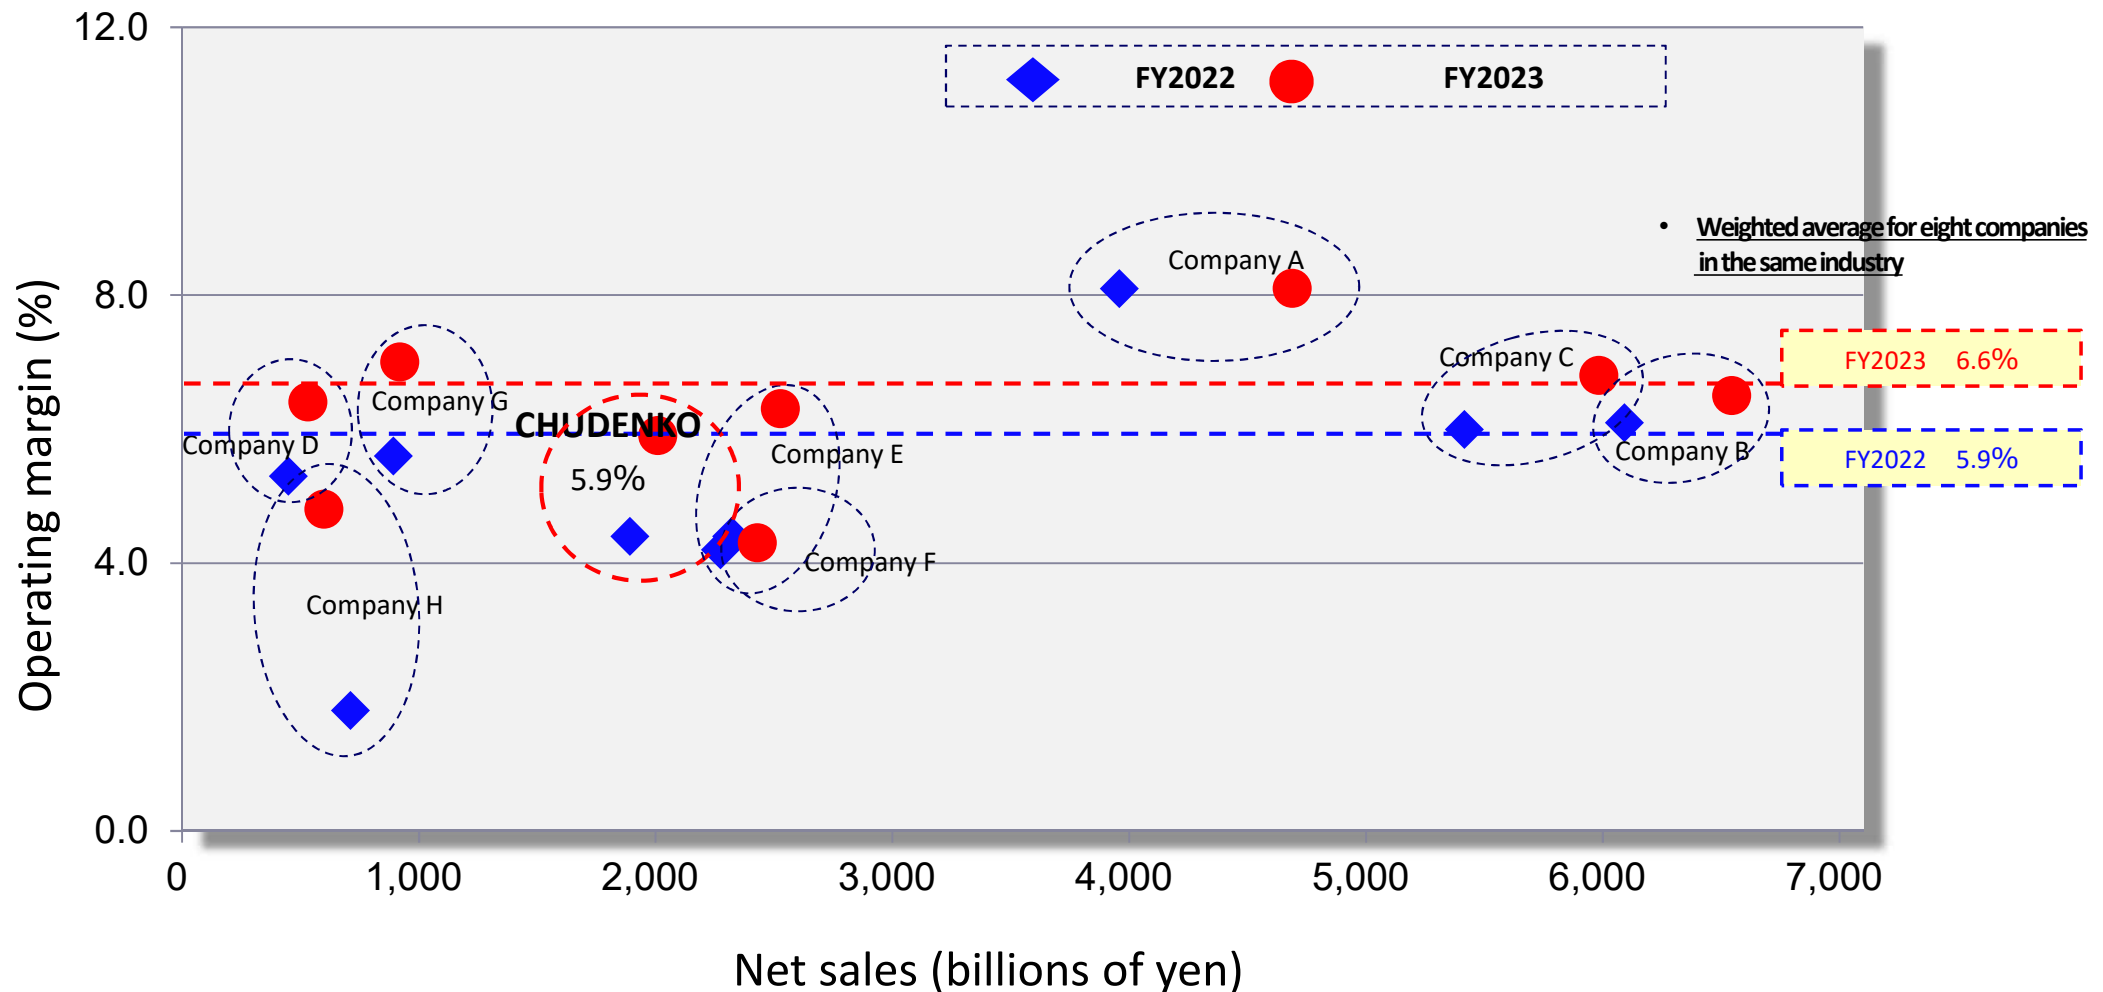 12.0
FY2022
FY2023
• Weighted average for eight companies
in the same industry
Company A
8.0
Company C
FY2023 6.6%
Company G
CHUDENKO
Company D
Company E
Company B
FY2022 5.9%
5.9%
4.0
Company F
Company H
0.0
0
1,000
2,000
3,000
4,000
5,000
6,000
7,000
Operating margin (%)
Net sales (billions of yen)